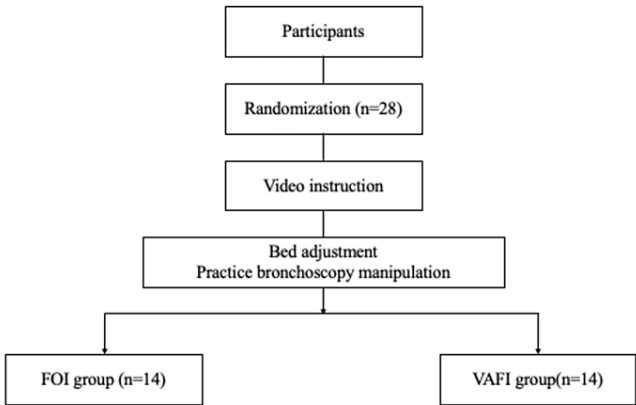 Participants
Randomization (n=28)
Video instruction
Bed adjustment
Practice bronchoscopy manipulation
FOI group (n=14)
VAFI group(n=14)